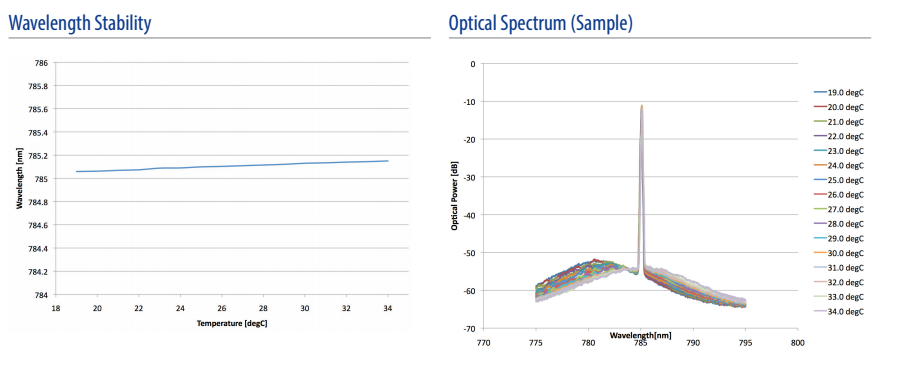 Wavelength Stability
Optical Spectrum (Sample)
Wavelength [nm]
786
785.8
785.6
785.4
785.2
785
784.8
784.6
784.4
784.2
784
18 20 22 24 26 28 30 32 34
Temperature [degC]
Optical Power [dB]
0
-10
-20
-30
-40
-50
-60
-70
Wavelength[nm]
770 775 780 785 790 795 800
19.0 degC
20.0 degC
21.0 degC
22.0 degC
23.0 degC
24.0 degC
25.0 degC
26.0 degC
27.0 degC
28.0 degC
29.0 degC
30.0 degC
31.0 degC
32.0 degC
33.0 degC
34.0 degC